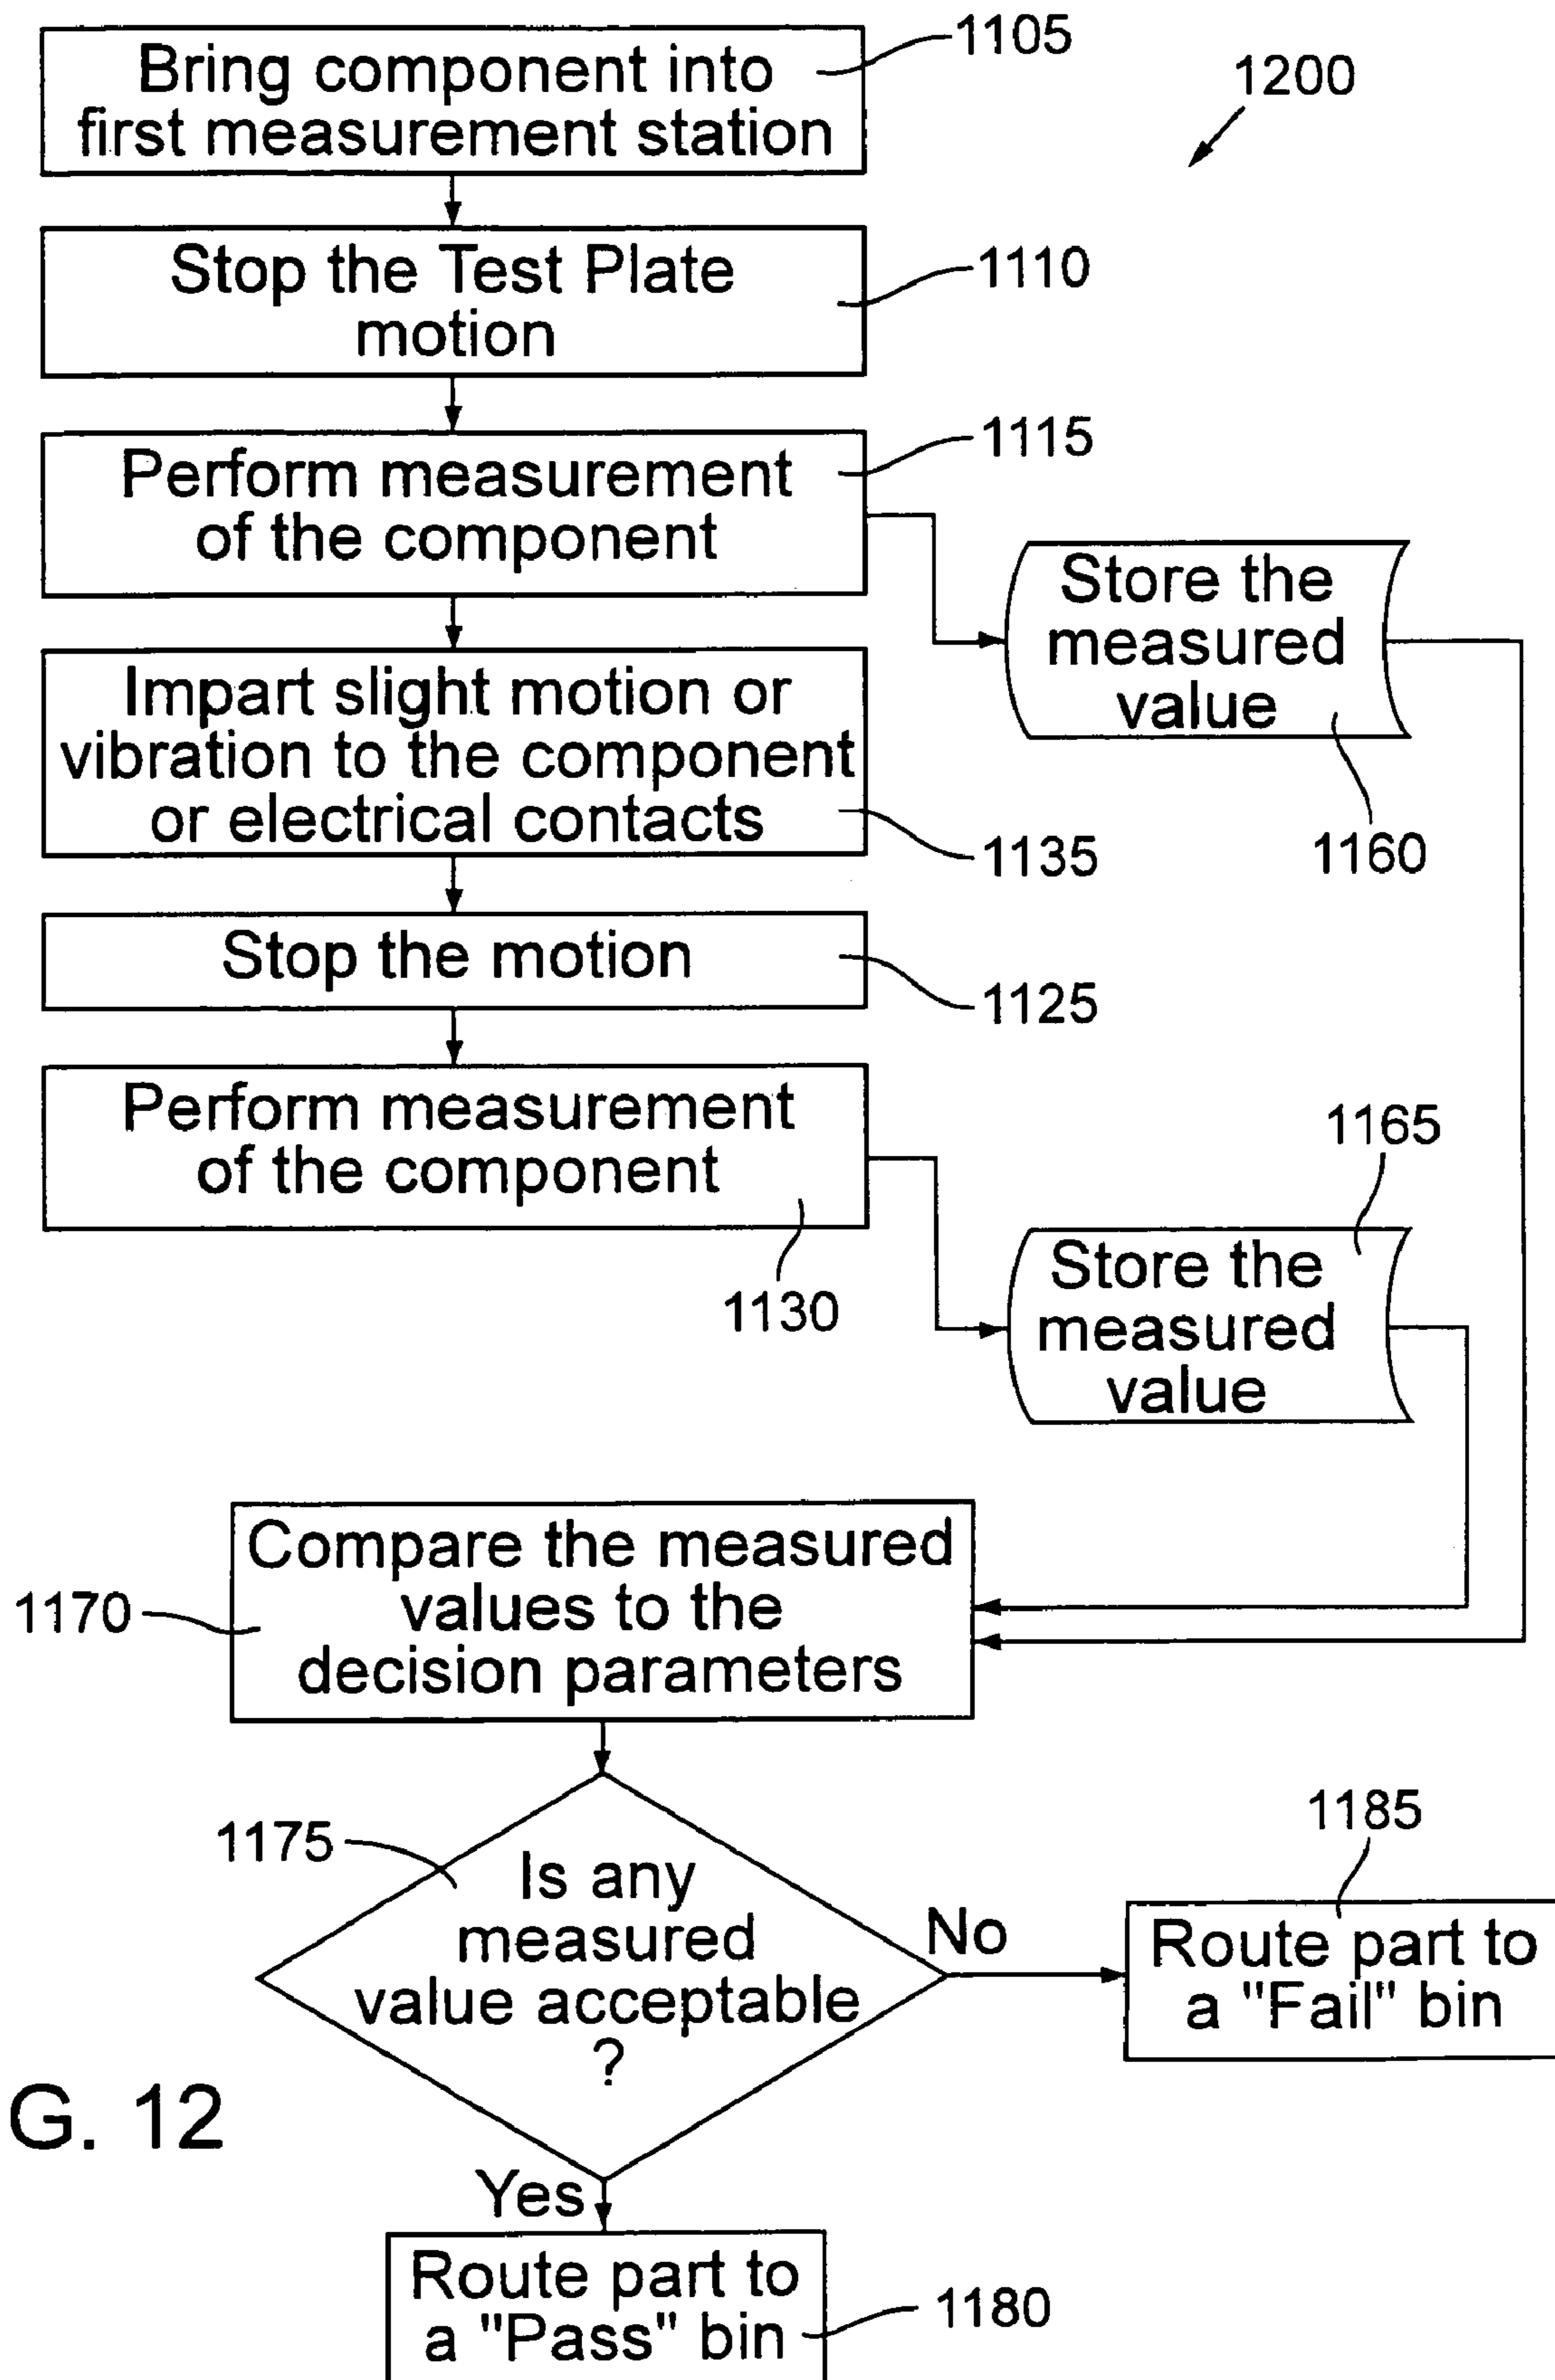 Bring component into
first measurement station
1105
1200
Stop the Test Plate
motion
1110
Perform measurement
of the component
1115
Store the
measured
value
1160
Impart slight motion or
vibration to the component
or electrical contacts
1135
Stop the motion
1125
Perform measurement
of the component
1130
1165
Store the
measured
value
Compare the measured
values to the
decision parameters
1170
1175
Is any
measured
value acceptable
?
No
1185
Route part to
a "Fail" bin
G. 12
Yes
Route part to
a "Pass" bin
1180